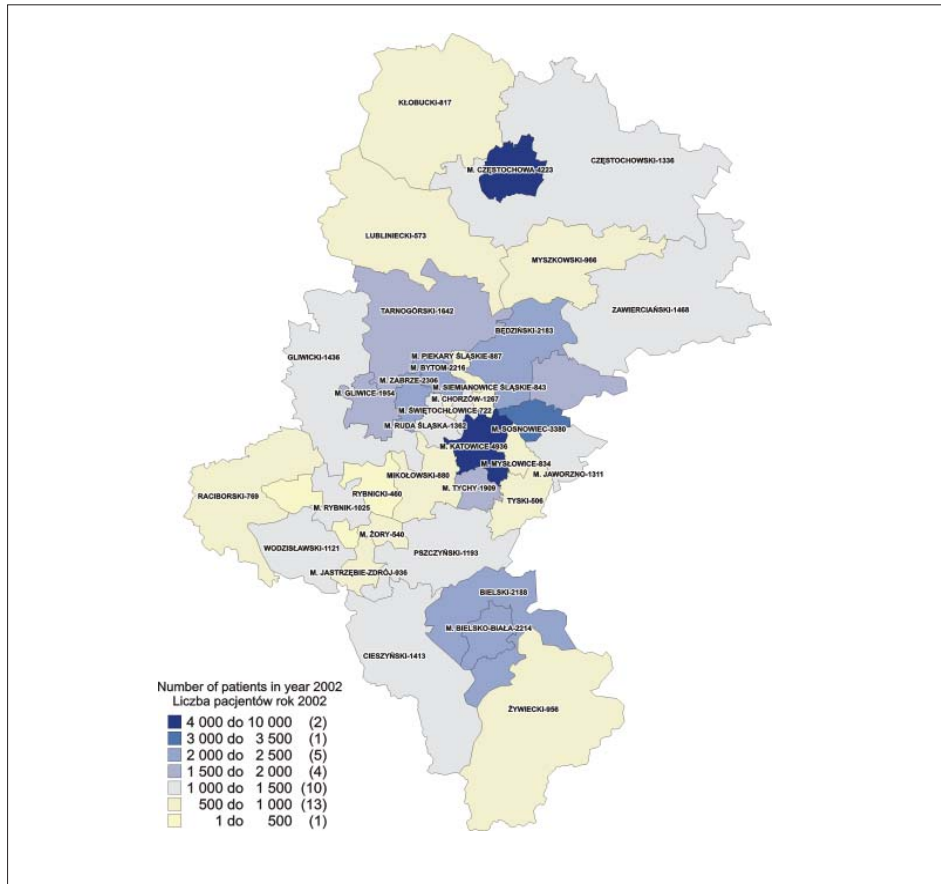 KŁOBUCKI-817
CZĘSTOCHOWSKI-1336
M. CZĘSTOCHOWA-4223
LUBLINIECKI-573
MYSZKOWSKI-966
ZAWIERCIAŃSKI-1468
TARNOGÓRSKI-1642
BĘDZIŃSKI-2183
GLIWICKI-1436
M. PIEKARY ŚLĄSKIE-887
M. BYTOM-2216
M. ZABRZE-2306
M. SIEMIANOWICE ŚLĄSKIE-843
M. GLIWICE-1954
M. CHORZÓW-1267
M. ŚWIĘTOCHŁOWICE-722
M. RUDA ŚLĄSKA-1362
M. SOSNOWIEC-3380
M. KATOWICE-4936
M. MYSŁOWICE-834
M. JAWORZNO-1311
MIKOŁOWSKI-880
RACIBORSKI-769
RYBNICKI-460
M. TYCHY-1909
TYSKI-506
M. RYBNIK-1025
M. ŻORY-540
WODZISŁAWSKI-1121
PSZCZYŃSKI-1193
M. JASTRZĘBIE-ZDRÓJ-936
BIELSKI-2188
M. BIELSKO-BIAŁA-2214
CIESZYŃSKI-1413
ŻYWIECKI-956
Number of patients in year 2002
Liczba pacjentów rok 2002
4 000 do 10 000 (2)
3 000 do 3 500 (1)
2 000 do 2 500 (5)
1 500 do 2 000 (4)
1 000 do 1 500 (10)
500 do 1 000 (13)
1 do 500 (1)